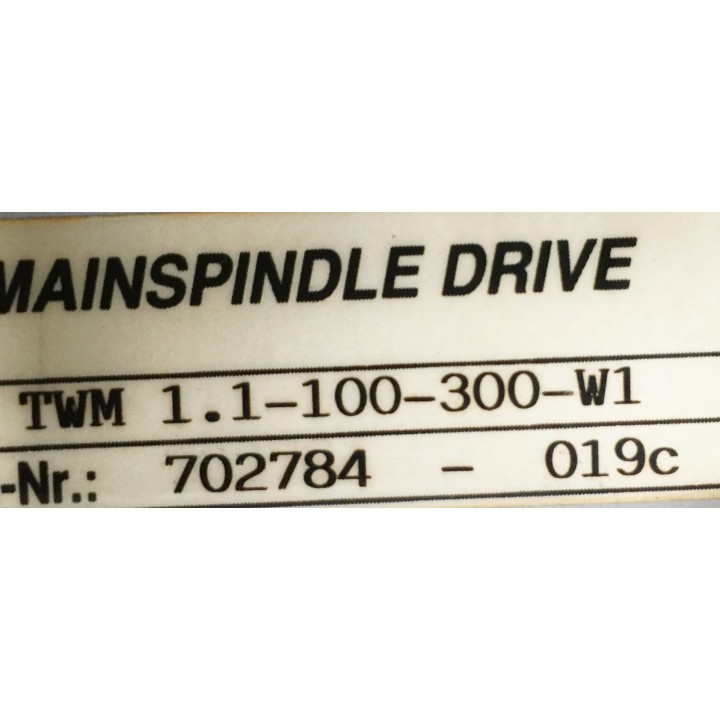 MAINSPINDLE DRIVE
TWM 1.1-100-300-W1
-Nr.: 702784 - 019c